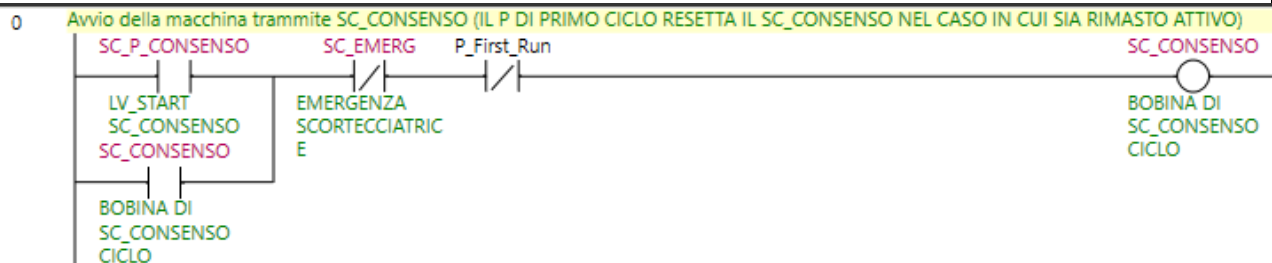 0 Avvio della macchina trammite SC_CONSENSO (IL P DI PRIMO CICLO RESETTA IL SC_CONSENSO NEL CASO IN CUI SIA RIMASTO ATTIVO)
SC_P_CONSENSO SC_EMERG P_First_Run SC_CONSENSO
LV_START EMERGENZA BOBINA DI
SC_CONSENSO SCORTECCIATRIC SC_CONSENSO
SC_CONSENSO E CICLO
BOBINA DI
SC_CONSENSO
CICLO